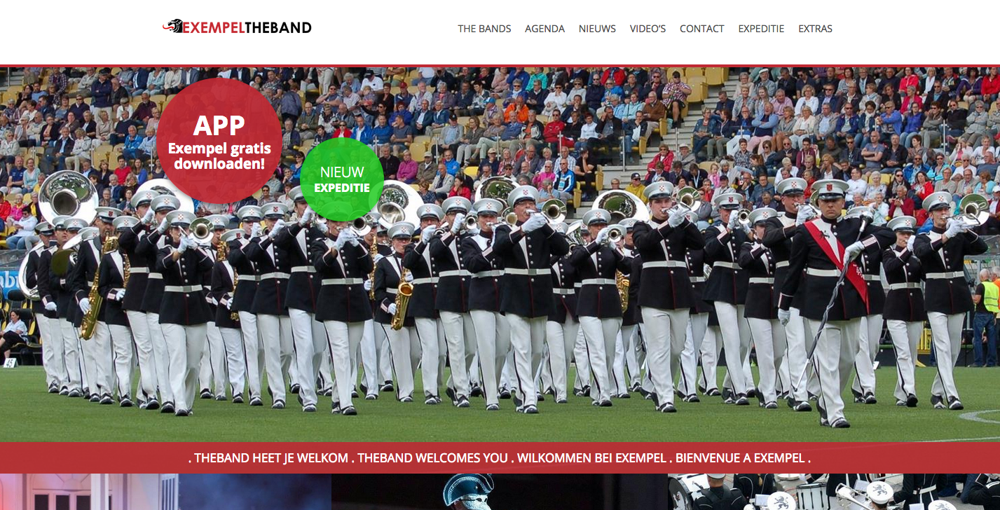 EXEMPELTHEBAND
THE BANDS AGENDA NIEUWS VIDEO'S CONTACT EXPEDITIE EXTRAS
APP
Exempel gratis
downloaden!
NIEUW
EXPEDITIE
. THEBAND HEET JE WELKOM . THEBAND WELCOMES YOU . WILKOMMEN BEI EXEMPEL . BIENVENUE A EXEMPEL .